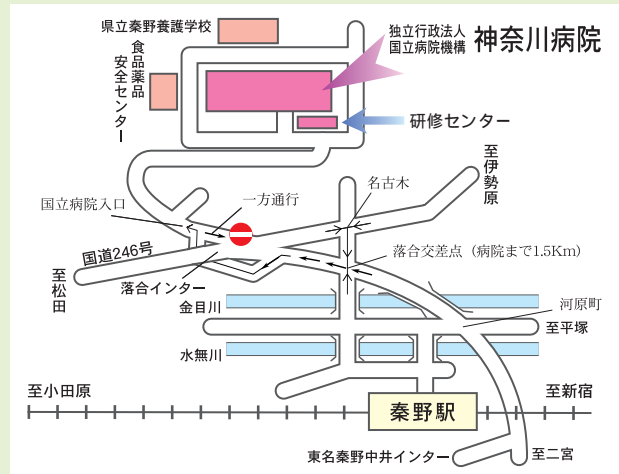 県立秦野養護学校
独立行政法人
国立病院機構
神奈川病院
食品薬品
安全センター
研修センター
至伊勢原
名古木
国立病院入口
一方通行
国道246号
落合交差点（病院まで1.5Km）
至松田
落合インター
金目川
河原町
至平塚
水無川
至小田原
至新宿
秦野駅
東名秦野中井インター
至二宮